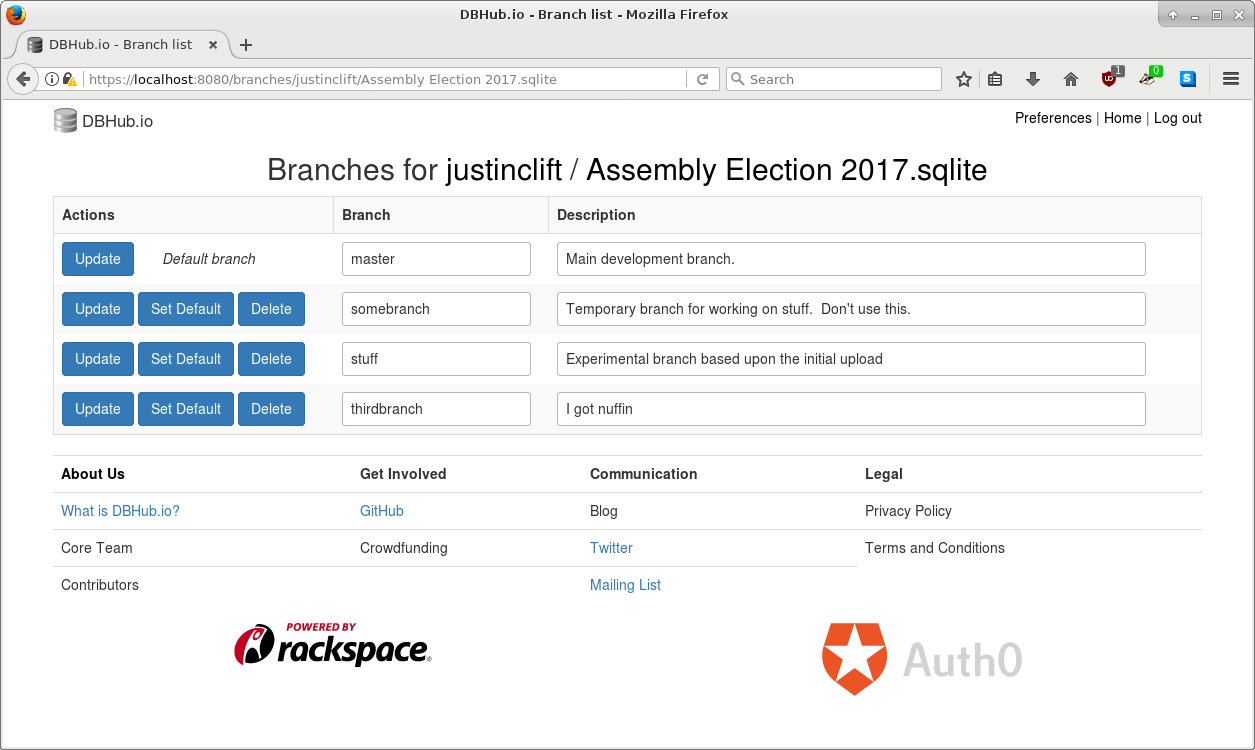 DBHub.io - Branch list - Mozilla Firefox
DBHub.io - Branch list
https://localhost:8080/branches/justinclift/Assembly Election 2017.sqlite
Search
1
0
S
DBHub.io
Preferences | Home | Log out
Branches for justinclift / Assembly Election 2017.sqlite
Actions Branch Description
Update Default branch master Main development branch.
Update Set Default Delete somebranch Temporary branch for working on stuff.  Don't use this.
Update Set Default Delete stuff Experimental branch based upon the initial upload
Update Set Default Delete thirdbranch I got nuffin
About Us Get Involved Communication Legal
What is DBHub.io? GitHub Blog Privacy Policy
Core Team Crowdfunding Twitter Terms and Conditions
Contributors Mailing List
POWERED BY
rackspace®
Auth0